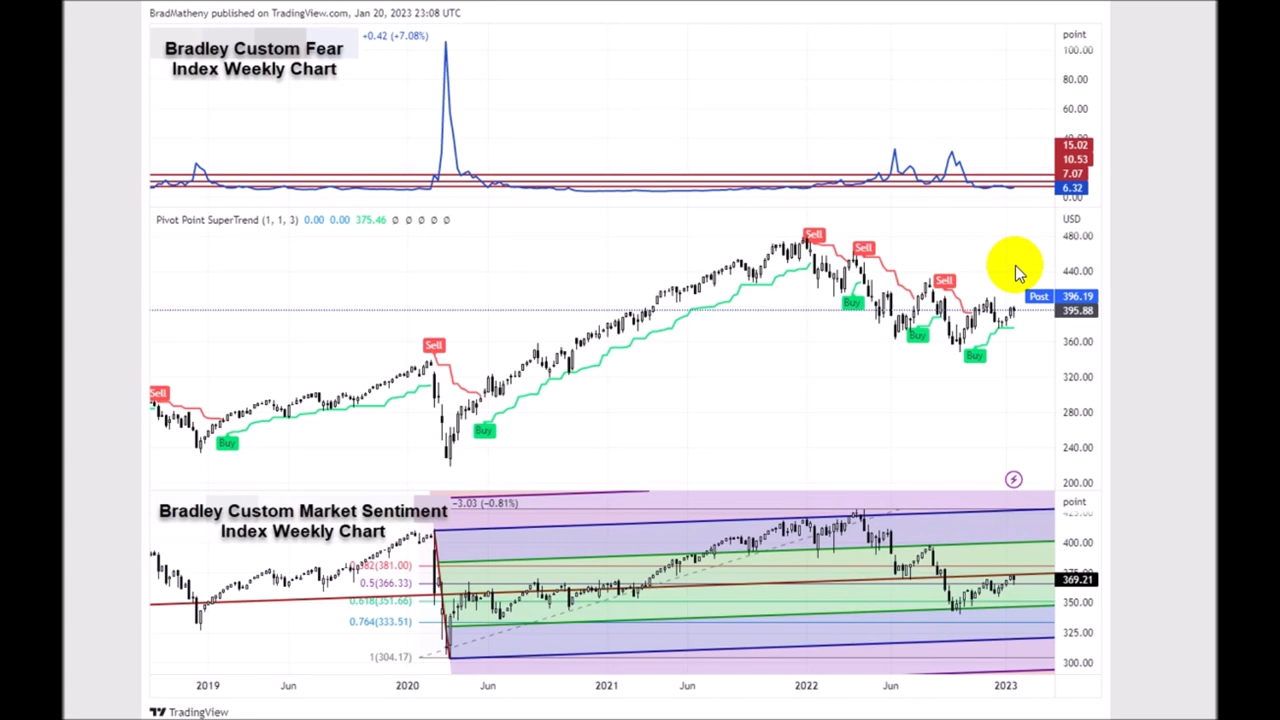 BradMatheny published on TradingView.com, Jan 20, 2023 23:08 UTC
Bradley Custom Fear
Index Weekly Chart
+0.42 (+7.08%)
point
100.00
80.00
60.00
40.00
15.02
10.53
7.07
6.32
0.00
Pivot Point SuperTrend (1, 1, 3) 0.00 0.00 375.46 Ø Ø Ø Ø Ø
USD
480.00
440.00
Post 396.19
395.88
360.00
320.00
280.00
240.00
200.00
Sell
Buy
Sell
Buy
Sell
Buy
Sell
Buy
Sell
Buy
Bradley Custom Market Sentiment
Index Weekly Chart
-3.03 (-0.81%)
point
425.00
400.00
375.00
369.21
350.00
325.00
300.00
0.382(381.00)
0.5(366.33)
0.618(351.66)
0.764(333.51)
1(304.17)
2019 Jun 2020 Jun 2021 Jun 2022 Jun 2023
TradingView